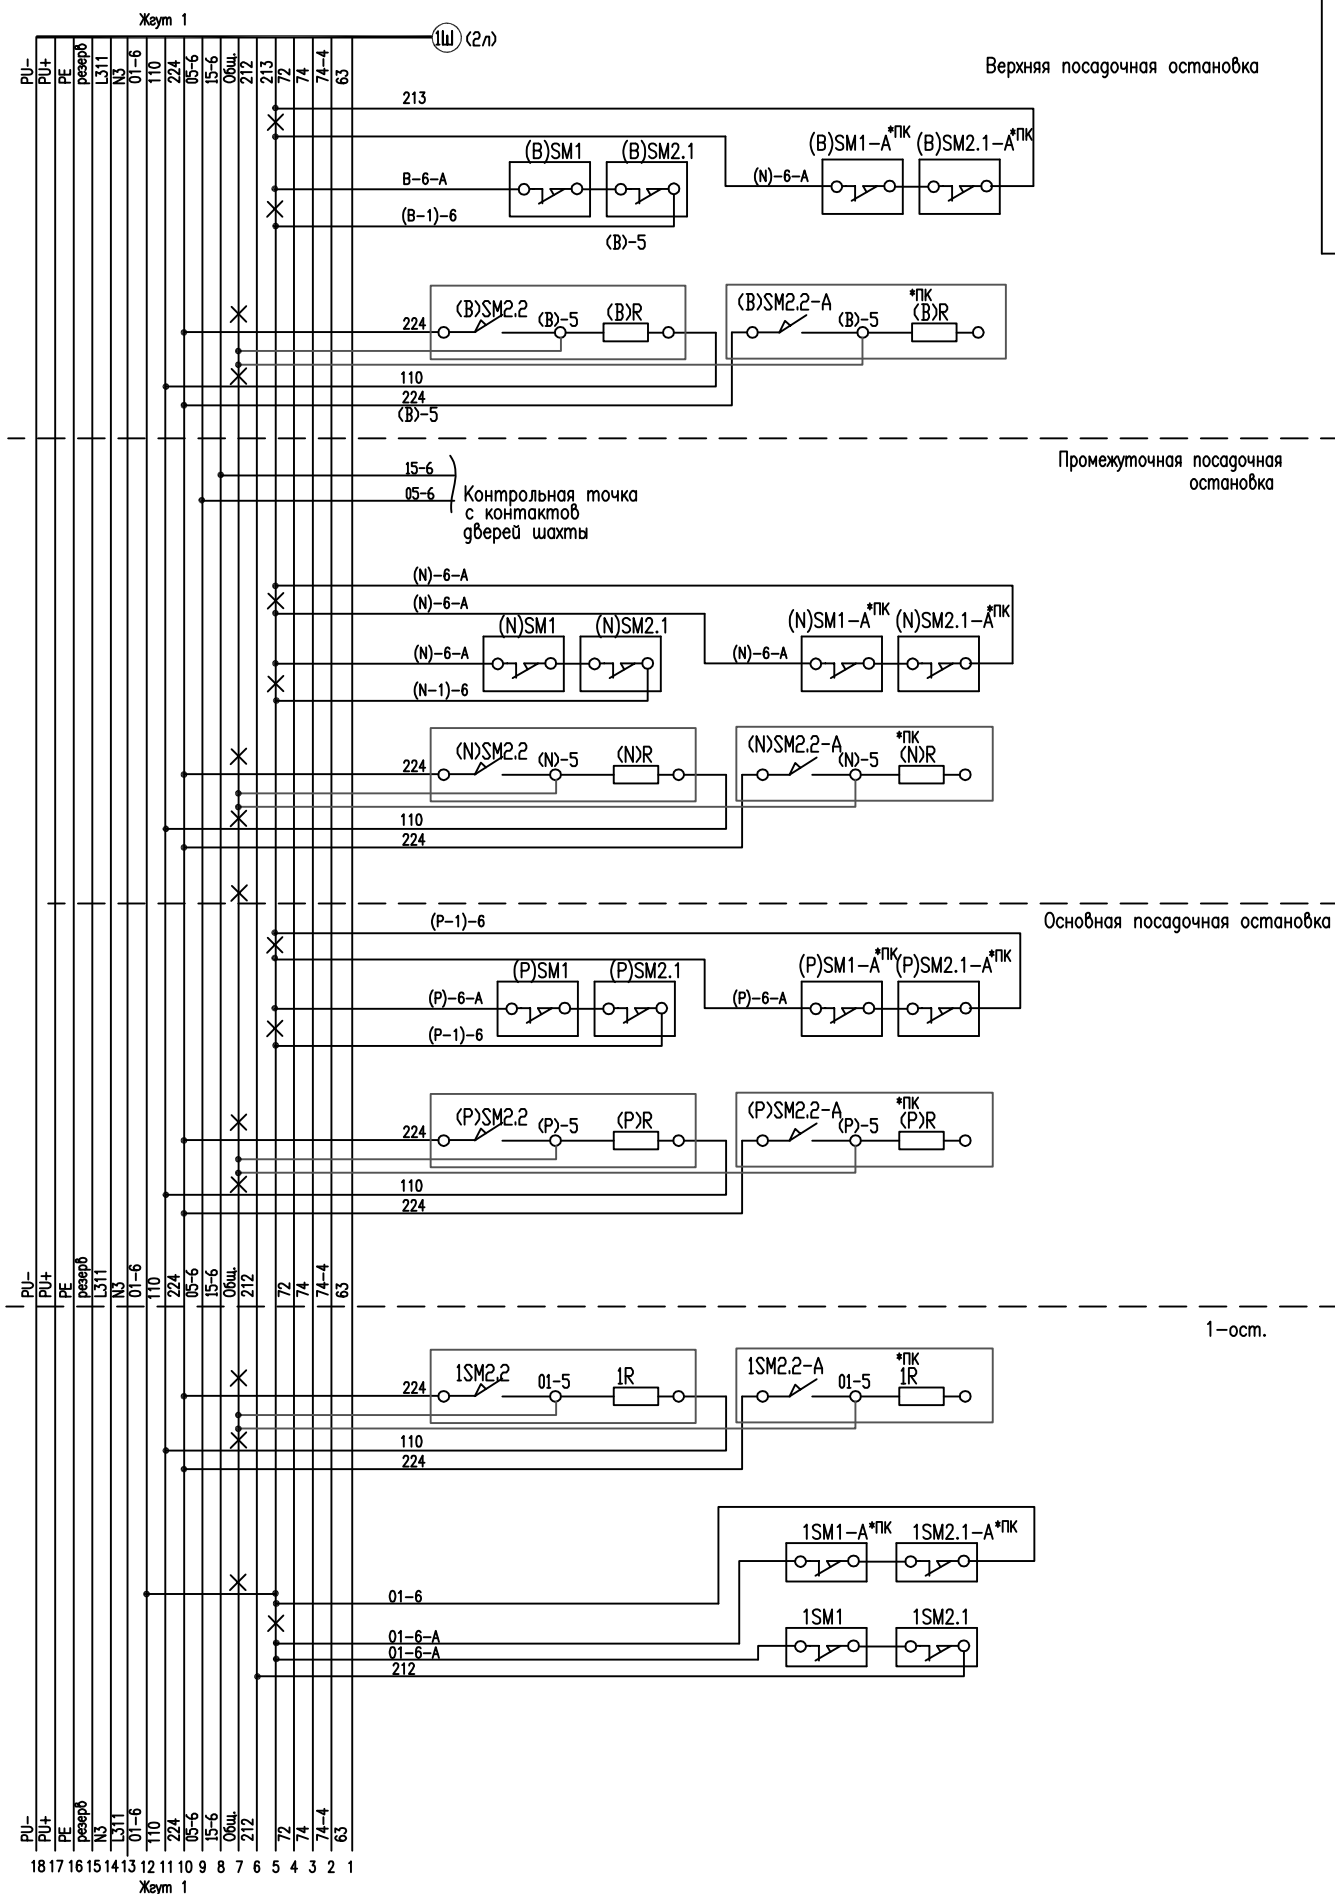 Жгут 1
1Ш (2л)
PU- PU+ PE резерв L311 N3 01-6 110 224 05-6 15-6 Общ. 212 213 72 74 74-4 63
Верхняя посадочная остановка
213
(B)SM1 (B)SM2.1 (B)SM1-A*ПК (B)SM2.1-A*ПК
B-6-A (N)-6-A
(B-1)-6
(B)-5
(B)SM2.2 (B)-5 (B)R (B)SM2.2-A (B)-5 *ПК (B)R
224
110
224
(B)-5
Промежуточная посадочная
остановка
15-6
05-6
Контрольная точка
с контактов
дверей шахты
(N)-6-A
(N)-6-A
(N)SM1 (N)SM2.1 (N)SM1-A*ПК (N)SM2.1-A*ПК
(N)-6-A (N)-6-A
(N-1)-6
(N)SM2.2 (N)-5 (N)R (N)SM2.2-A (N)-5 *ПК (N)R
224
110
224
Основная посадочная остановка
(P-1)-6
(P)SM1 (P)SM2.1 (P)SM1-A*ПК (P)SM2.1-A*ПК
(P)-6-A (P)-6-A
(P-1)-6
(P)SM2.2 (P)-5 (P)R (P)SM2.2-A (P)-5 *ПК (P)R
224
110
224
PU- PU+ PE резерв L311 N3 01-6 110 224 05-6 15-6 Общ. 212 72 74 74-4 63
1-ост.
1SM2.2 01-5 1R 1SM2.2-A 01-5 *ПК 1R
224
110
224
1SM1-A*ПК 1SM2.1-A*ПК
01-6
1SM1 1SM2.1
01-6-A
01-6-A
212
PU- PU+ PE резерв N3 L311 01-6 110 224 05-6 15-6 Общ. 212 72 74 74-4 63
18 17 16 15 14 13 12 11 10 9 8 7 6 5 4 3 2 1
Жгут 1